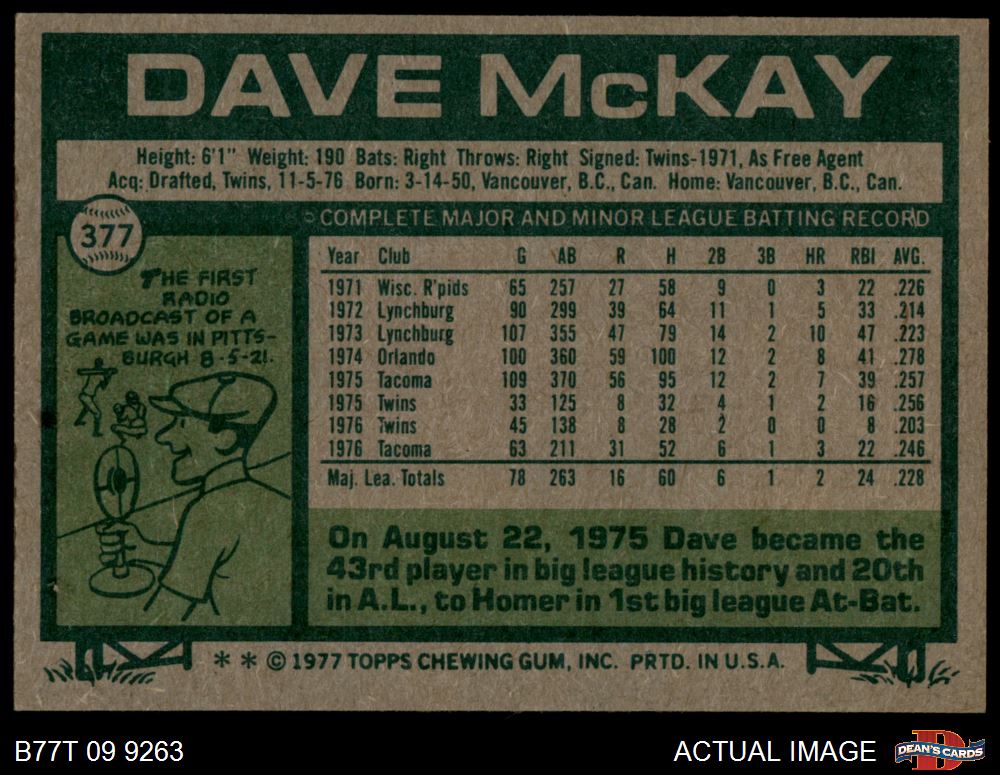 DAVE McKAY
Height: 6'1" Weight: 190 Bats: Right Throws: Right Signed: Twins-1971, As Free Agent
Acq: Drafted, Twins, 11-5-76 Born: 3-14-50, Vancouver, B.C., Can. Home: Vancouver, B.C., Can.
377
COMPLETE MAJOR AND MINOR LEAGUE BATTING RECORD
THE FIRST
RADIO
BROADCAST OF A
GAME WAS IN PITTS-
BURGH 8-5-21.
Year Club G AB R H 2B 3B HR RBI AVG.
1971 Wisc. R'pids 65 257 27 58 9 0 3 22 .226
1972 Lynchburg 90 299 39 64 11 1 5 33 .214
1973 Lynchburg 107 355 47 79 14 2 10 47 .223
1974 Orlando 100 360 59 100 12 2 8 41 .278
1975 Tacoma 109 370 56 95 12 2 7 39 .257
1975 Twins 33 125 8 32 4 1 2 16 .256
1976 Twins 45 138 8 28 2 0 0 8 .203
1976 Tacoma 63 211 31 52 6 1 3 22 .246
Maj. Lea. Totals 78 263 16 60 6 1 2 24 .228
On August 22, 1975 Dave became the
43rd player in big league history and 20th
in A.L., to Homer in 1st big league At-Bat.
* * © 1977 TOPPS CHEWING GUM, INC. PRTD. IN U.S.A.
B77T 09 9263
ACTUAL IMAGE
D
DEAN'S CARDS